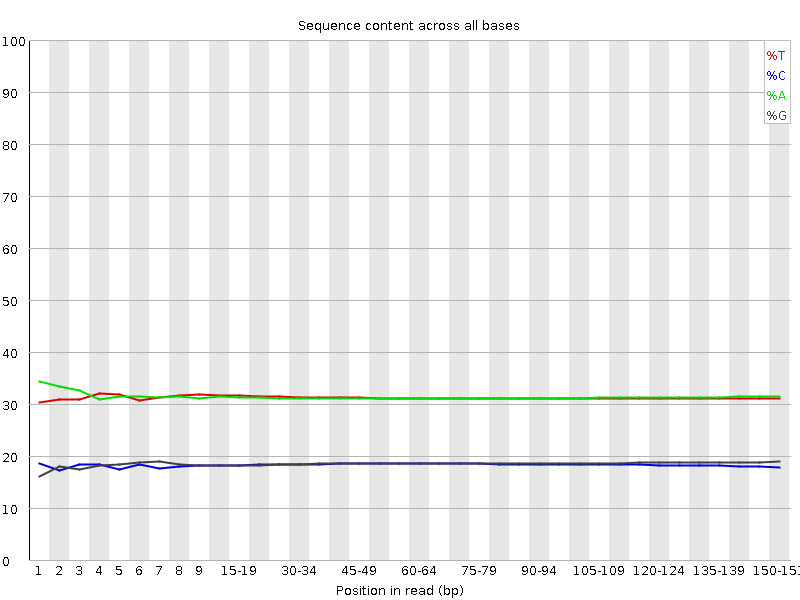 Sequence content across all bases
100
90
80
70
60
50
40
30
20
10
0
%T
%C
%A
%G
1 2 3 4 5 6 7 8 9 15-19 30-34 45-49 60-64 75-79 90-94 105-109 120-124 135-139 150-151
Position in read (bp)